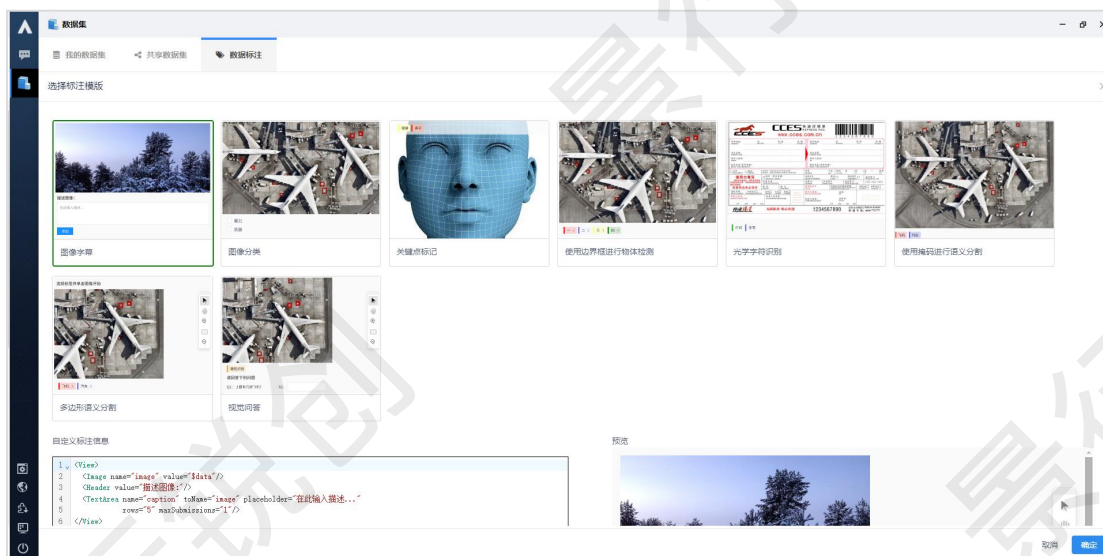 数据集
我的数据集
共享数据集
数据标注
选择标注模版
描述图像:
图像字幕
图像分类
关键点标记
使用边界框进行物体检测
CCES
www.cces.com.cn
1234567890
光学字符识别
使用掩码进行语义分割
多边形语义分割
视觉问答
自定义标注信息
预览
1 <View>
2 <Image name="image" value="$data"/>
3 <Header value="描述图像:"/>
4 <TextArea name="caption" toName="image" placeholder="在此输入描述..."
5 rows="5" maxSubmissions="1"/>
6 </View>
取消
确定